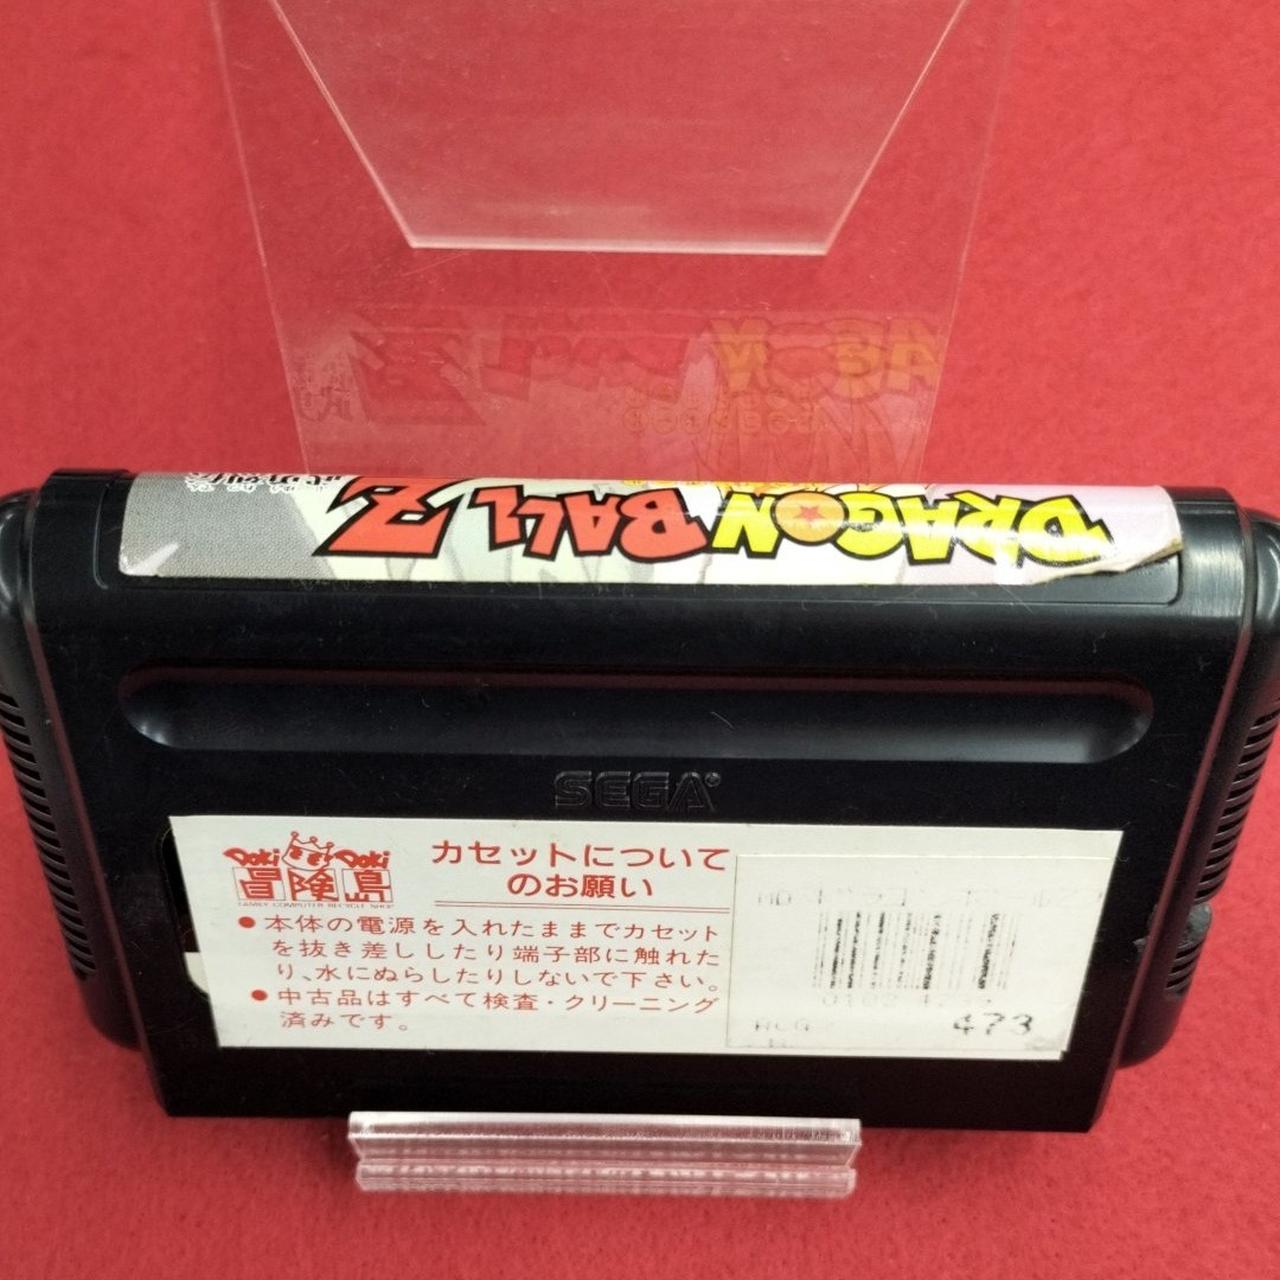 DRAGON BALL Z
SEGA
Doki Doki
冒険島
FAMILY COMPUTER RECYCLE SHOP
カセットについて
のお願い
●本体の電源を入れたままでカセット
を抜き差ししたり端子部に触れた
り、水にぬらしたりしないで下さい。
●中古品はすべて検査・クリーニング
済みです。
473